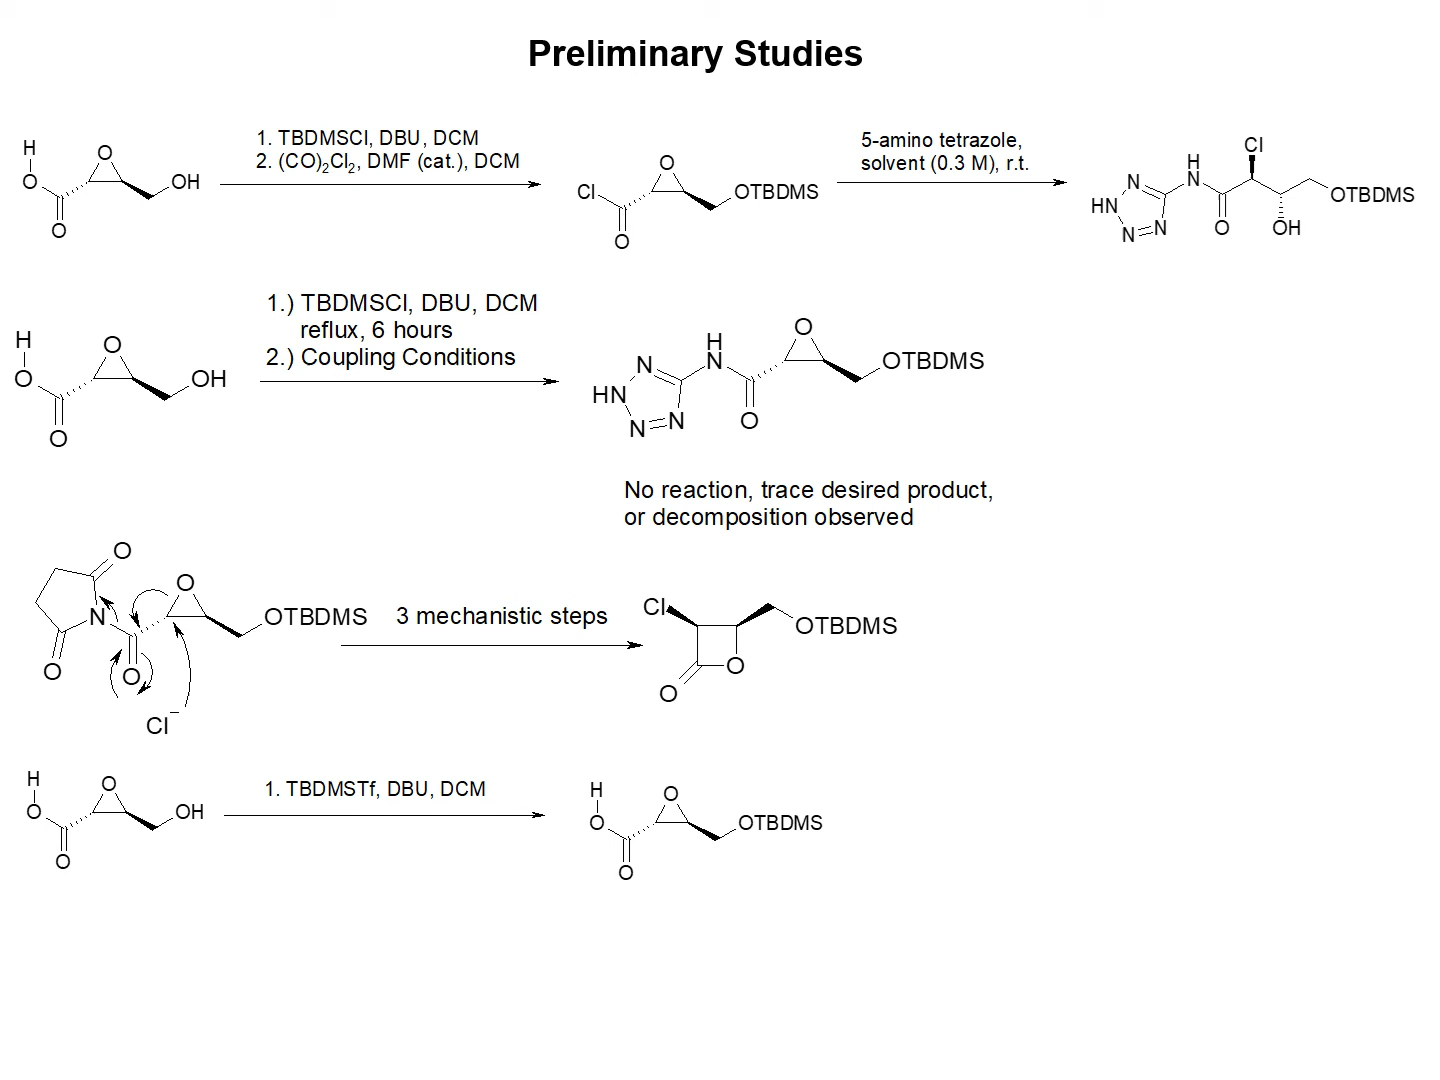 Preliminary Studies
1. TBDMSCl, DBU, DCM
2. (CO)2Cl2, DMF (cat.), DCM
5-amino tetrazole,
solvent (0.3 M), r.t.
H
O
O
O
OH
Cl
O
O
OTBDMS
N
HN
N
N
H
N
O
Cl
OH
OTBDMS
1.) TBDMSCl, DBU, DCM
reflux, 6 hours
2.) Coupling Conditions
H
O
O
O
OH
N
HN
N
N
H
N
O
O
OTBDMS
No reaction, trace desired product,
or decomposition observed
O
N
O
O
O
OTBDMS
Cl−
3 mechanistic steps
Cl
O
O
OTBDMS
1. TBDMSTf, DBU, DCM
H
O
O
O
OH
H
O
O
O
OTBDMS